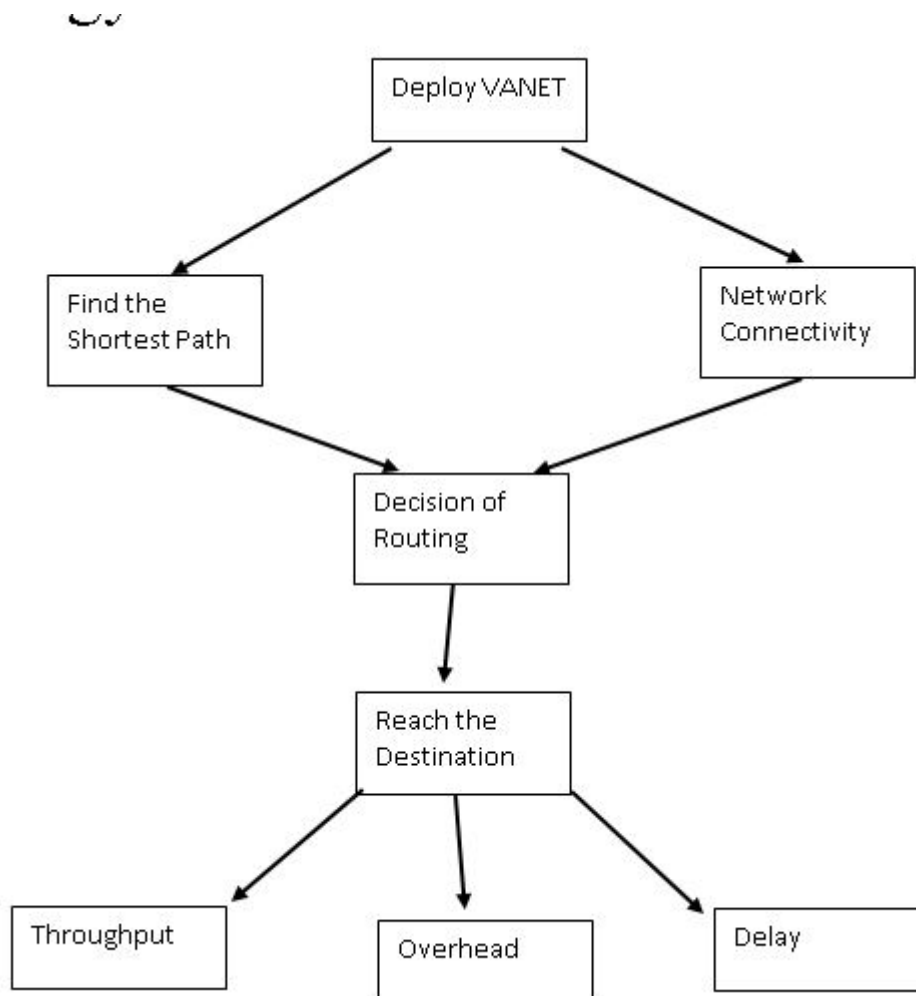 Deploy VANET
Find the
Shortest Path
Network
Connectivity
Decision of
Routing
Reach the
Destination
Throughput
Overhead
Delay